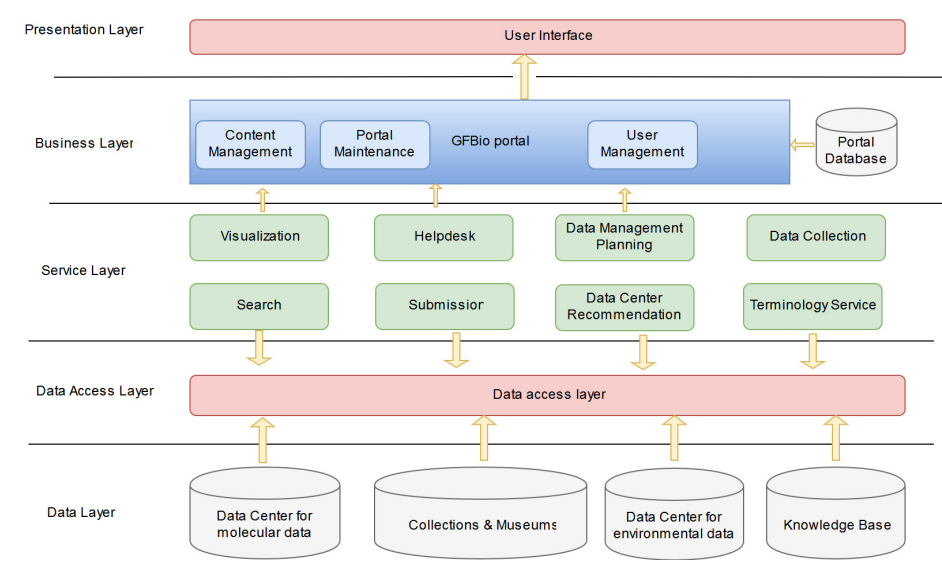 Presentation Layer
User Interface
Business Layer
Content
Management
Portal
Maintenance
GFBio portal
User
Management
Portal
Database
Service Layer
Visualization
Helpdesk
Data Management
Planning
Data Collection
Search
Submission
Data Center
Recommendation
Terminology Service
Data Access Layer
Data access layer
Data Layer
Data Center for
molecular data
Collections & Museums
Data Center for
environmental data
Knowledge Base